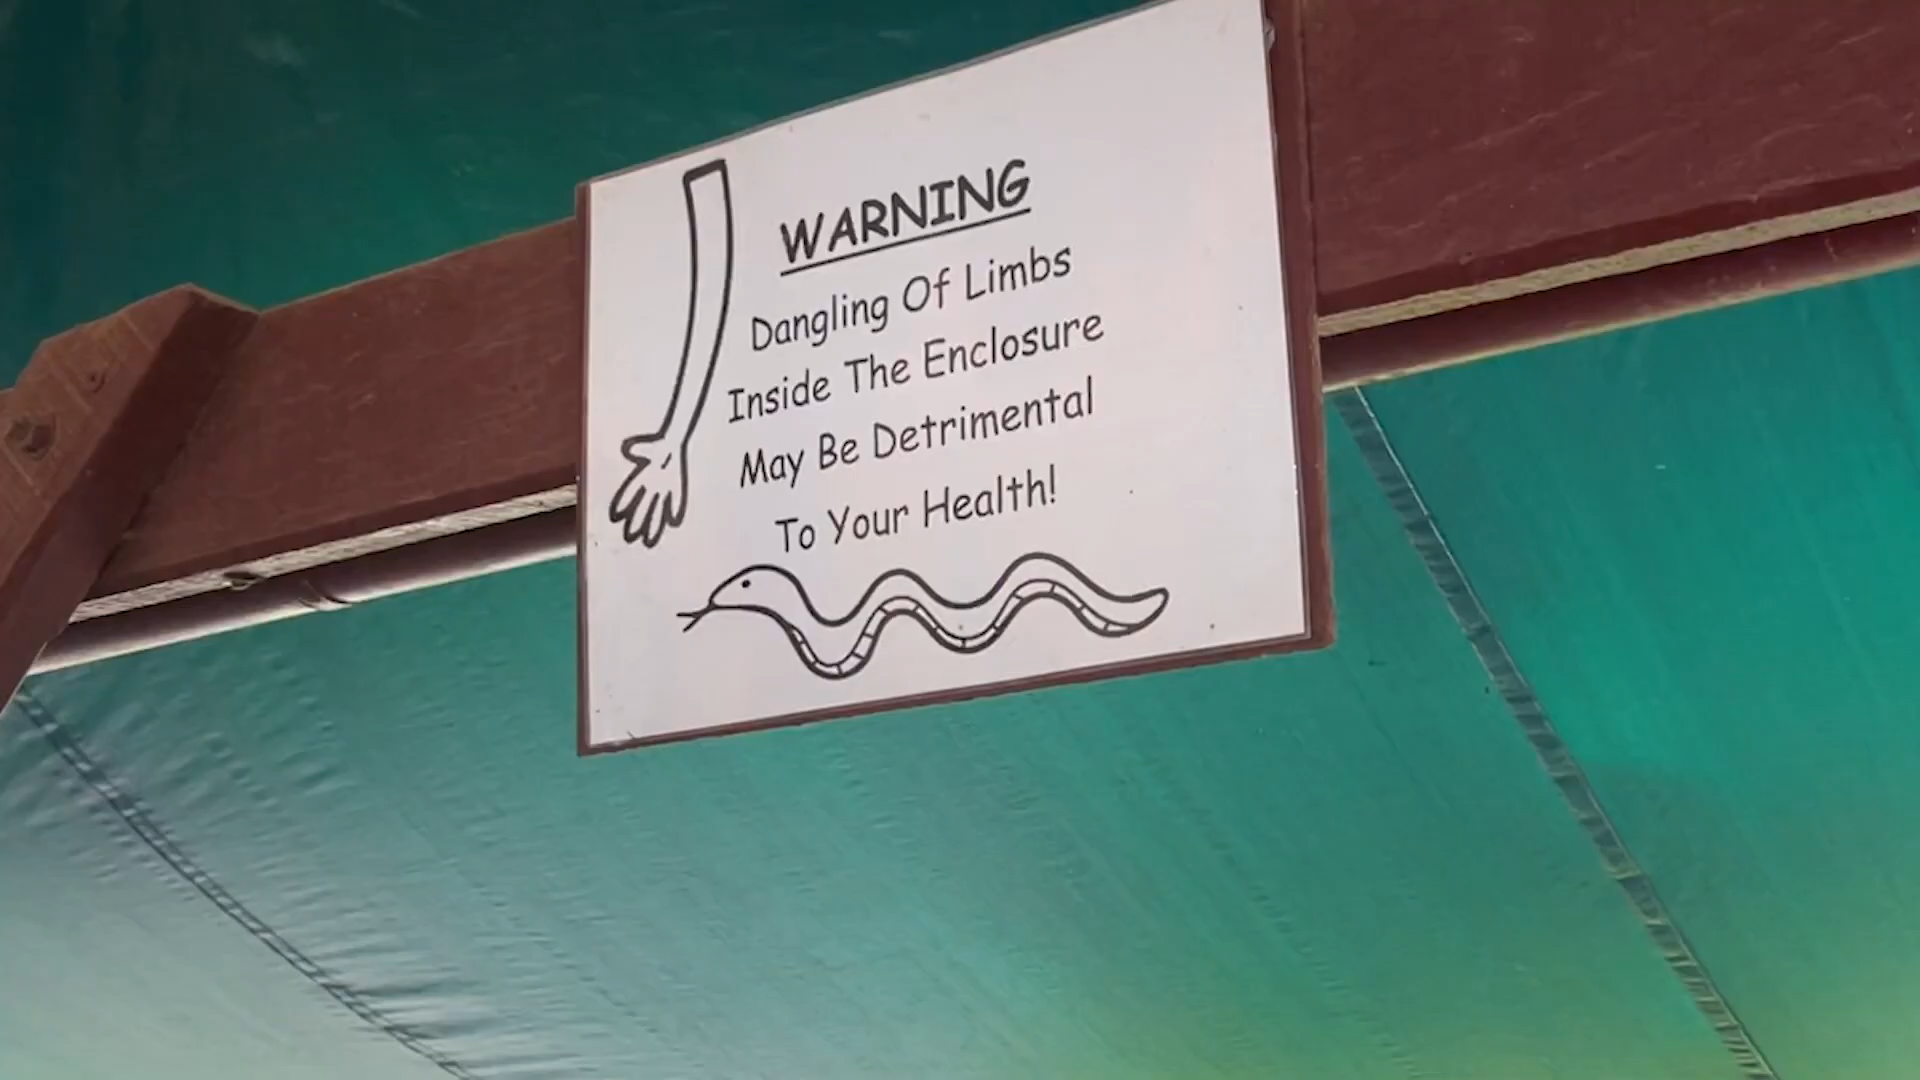 WARNING
Dangling Of Limbs
Inside The Enclosure
May Be Detrimental
To Your Health!